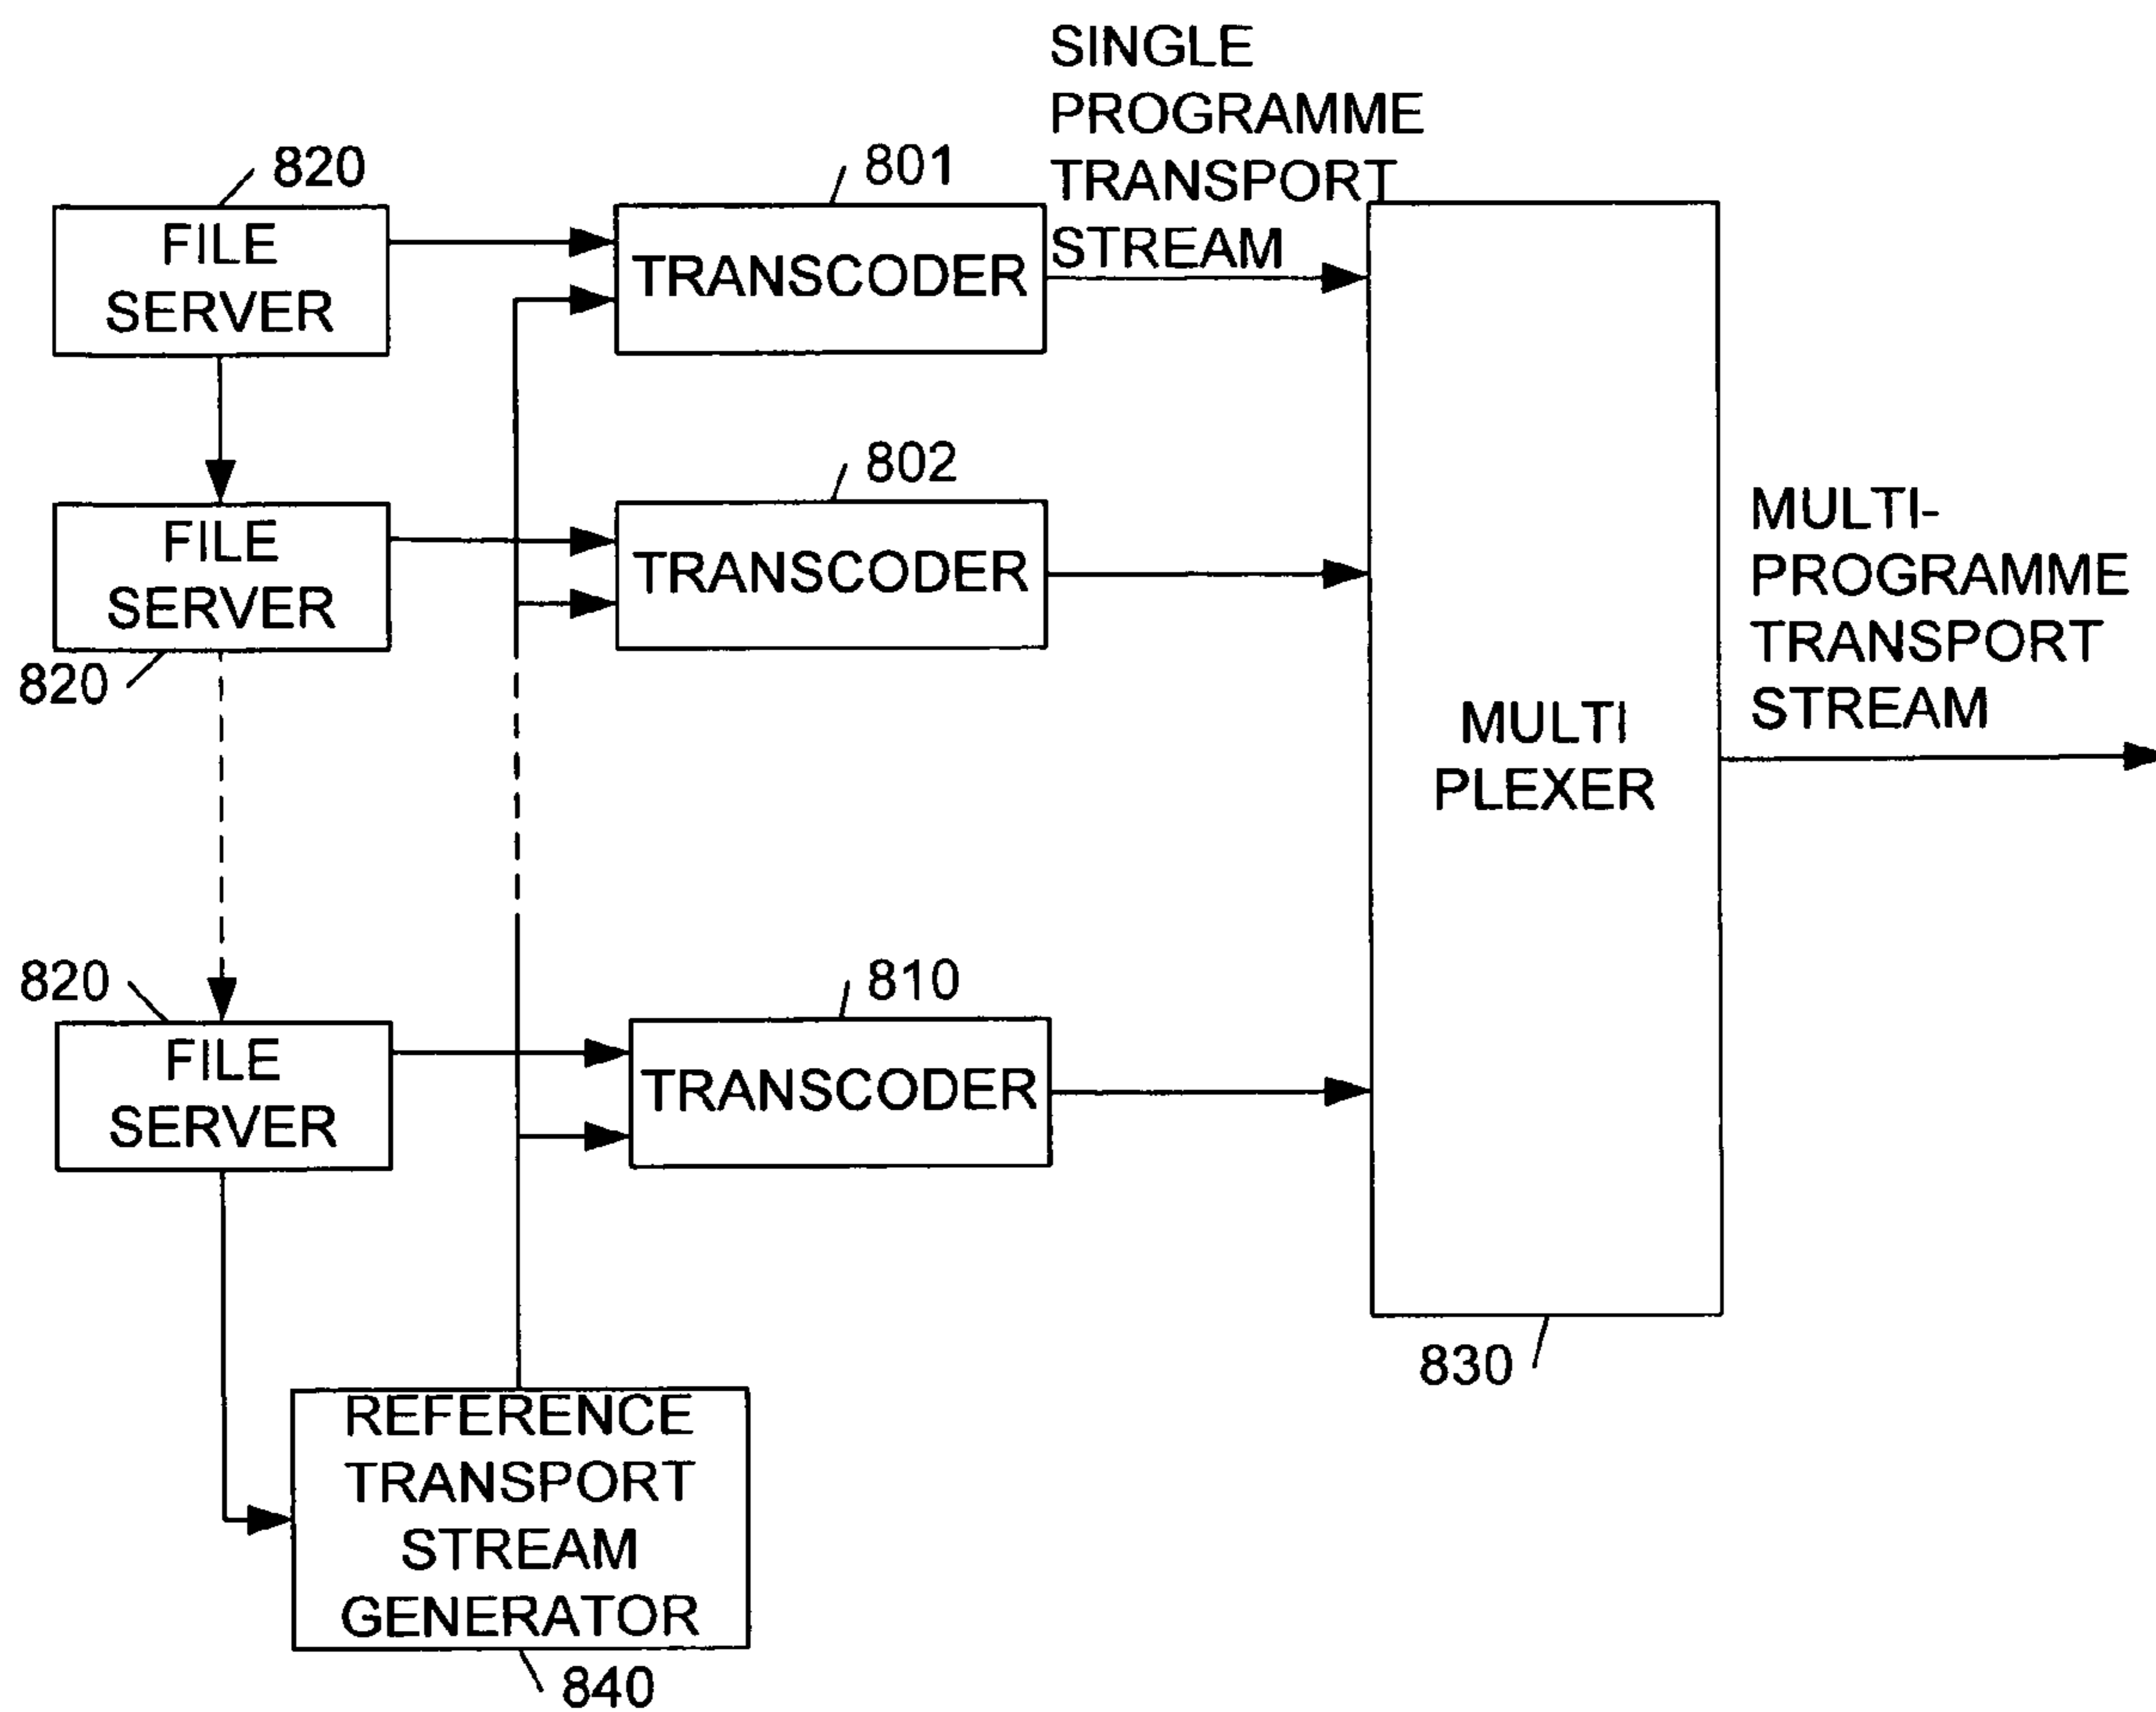 SINGLE
PROGRAMME
TRANSPORT
STREAM
820
FILE
SERVER
801
TRANSCODER
820
FILE
SERVER
802
TRANSCODER
MULTI
PLEXER
830
MULTI-
PROGRAMME
TRANSPORT
STREAM
820
FILE
SERVER
810
TRANSCODER
REFERENCE
TRANSPORT
STREAM
GENERATOR
840